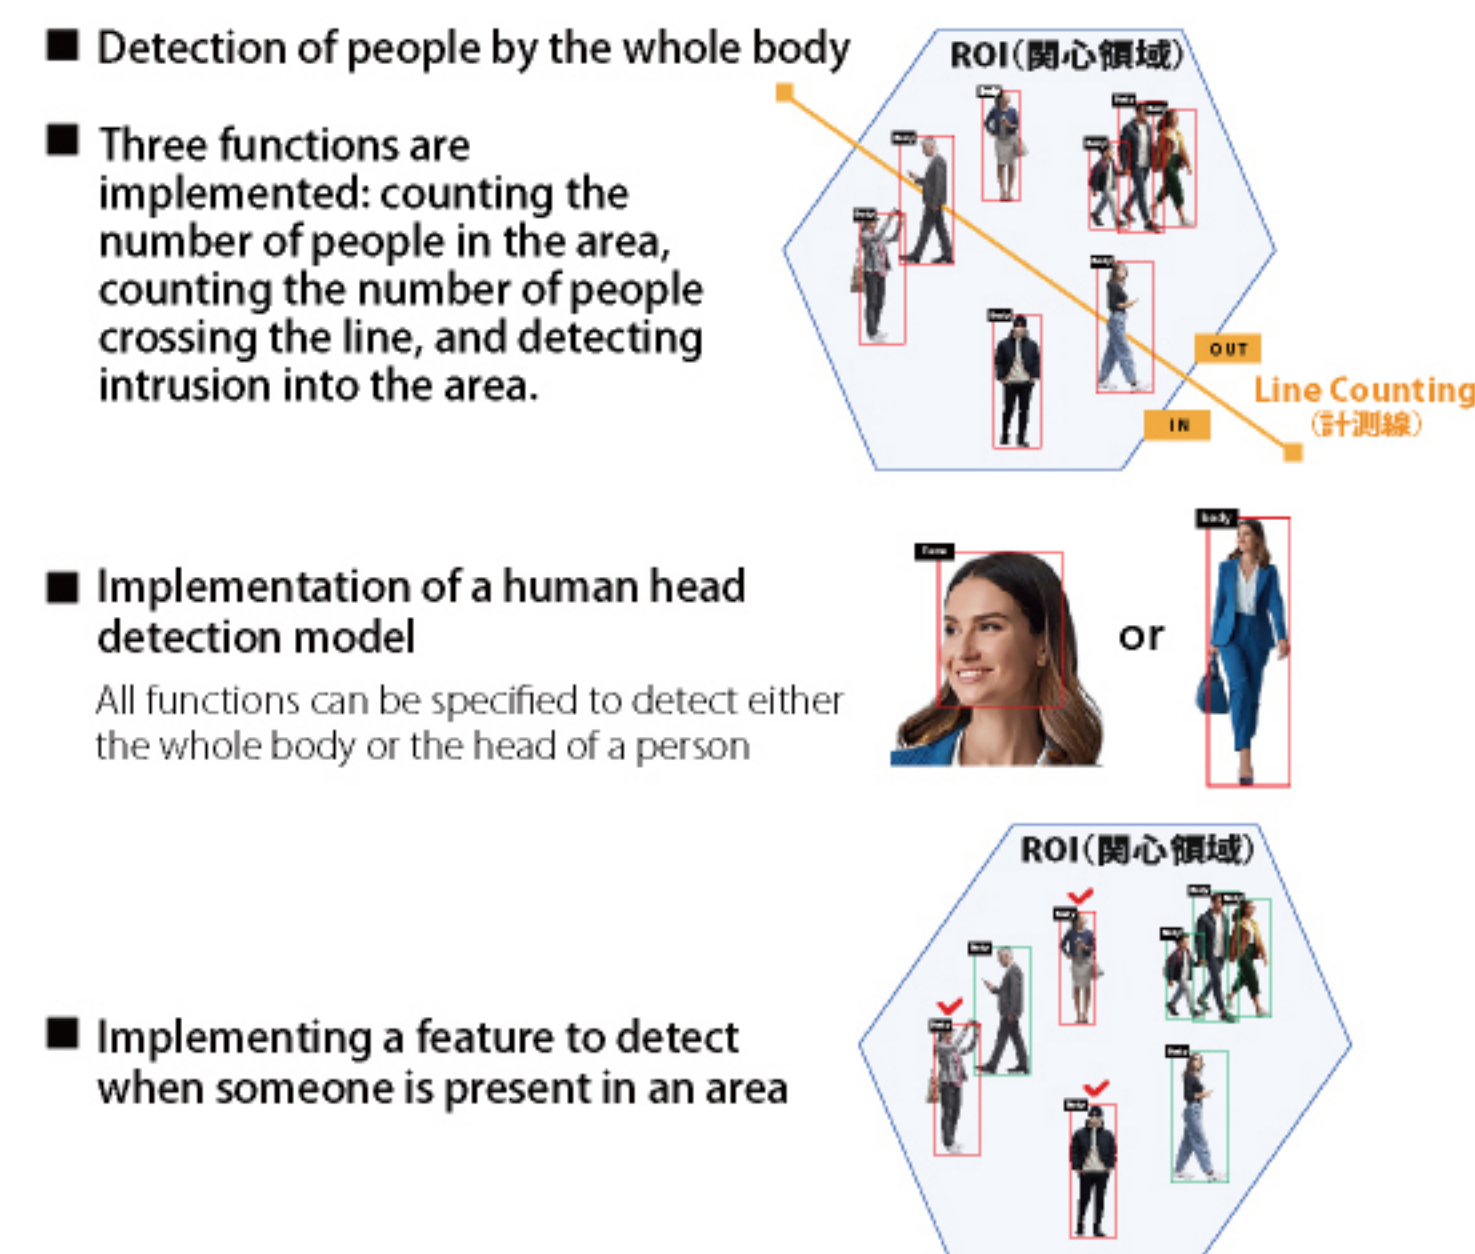 Detection of people by the whole body
Three functions are
implemented: counting the
number of people in the area,
counting the number of people
crossing the line, and detecting
intrusion into the area.
ROI(関心領域)
OUT
IN
Line Counting
(計測線)
Implementation of a human head
detection model
All functions can be specified to detect either
the whole body or the head of a person
or
body
ROI(関心領域)
Implementing a feature to detect
when someone is present in an area